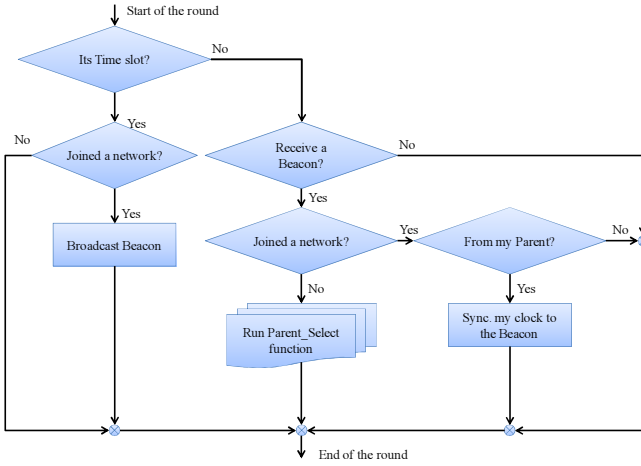 Start of the round
Its Time slot?
No
Yes
No
Joined a network?
Receive a
Beacon?
No
Yes
Yes
Broadcast Beacon
Joined a network?
Yes
From my Parent?
No
No
Yes
Run Parent_Select
function
Sync. my clock to
the Beacon
End of the round